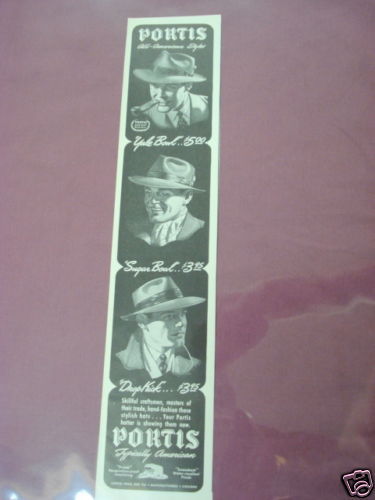 PORTIS
All-American Styles
"Yale Bowl"..$5.00
"Sugar Bowl"..$3.95
"Drop Kick"... $3.95
Skillful craftsmen, masters of
their trade, hand-fashion these
stylish hats... Your Portis
hatter is showing them now.
PORTIS
Typically American